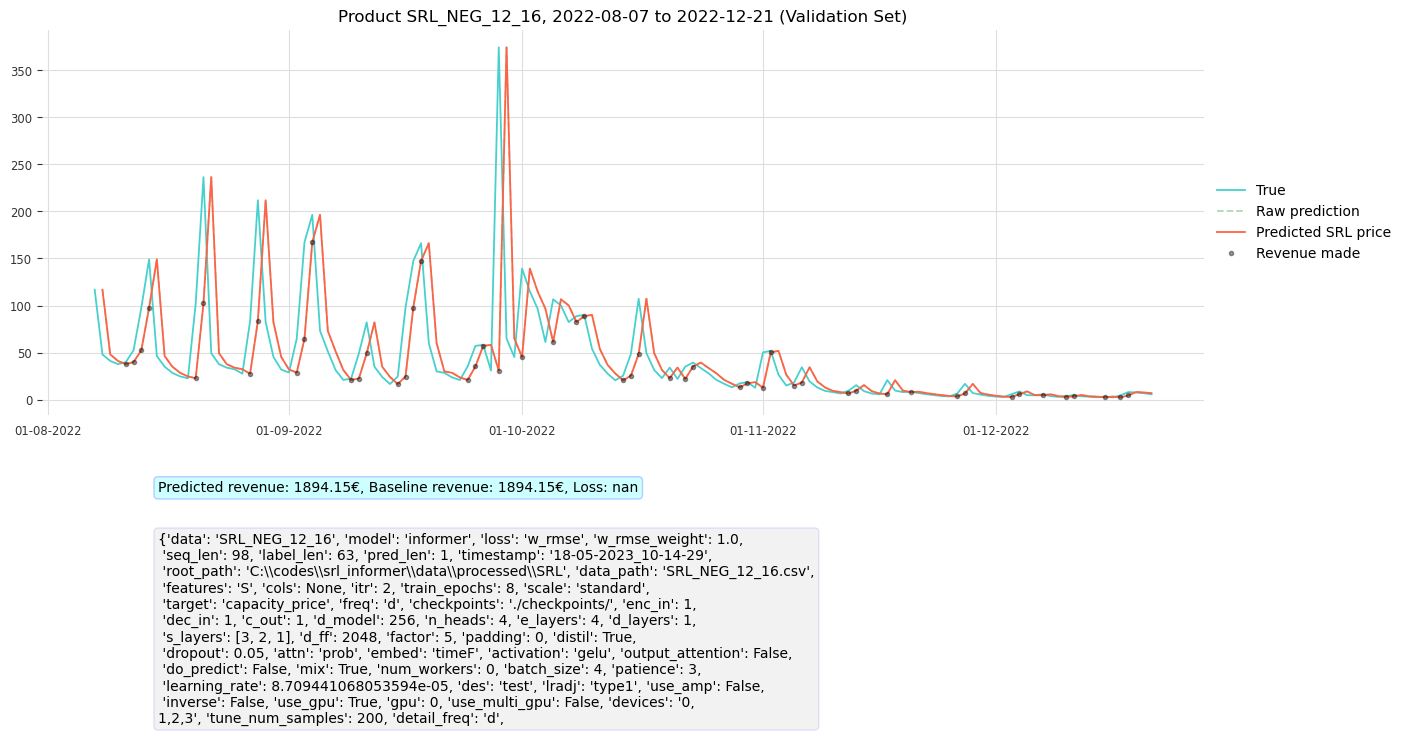 Product SRL_NEG_12_16, 2022-08-07 to 2022-12-21 (Validation Set)
350
300
250
200
150
100
50
0
01-08-2022 01-09-2022 01-10-2022 01-11-2022 01-12-2022
True
Raw prediction
Predicted SRL price
Revenue made
Predicted revenue: 1894.15€, Baseline revenue: 1894.15€, Loss: nan
{'data': 'SRL_NEG_12_16', 'model': 'informer', 'loss': 'w_rmse', 'w_rmse_weight': 1.0,
'seq_len': 98, 'label_len': 63, 'pred_len': 1, 'timestamp': '18-05-2023_10-14-29',
'root_path': 'C:\\codes\\srl_informer\\data\\processed\\SRL', 'data_path': 'SRL_NEG_12_16.csv',
'features': 'S', 'cols': None, 'itr': 2, 'train_epochs': 8, 'scale': 'standard',
'target': 'capacity_price', 'freq': 'd', 'checkpoints': './checkpoints/', 'enc_in': 1,
'dec_in': 1, 'c_out': 1, 'd_model': 256, 'n_heads': 4, 'e_layers': 4, 'd_layers': 1,
's_layers': [3, 2, 1], 'd_ff': 2048, 'factor': 5, 'padding': 0, 'distil': True,
'dropout': 0.05, 'attn': 'prob', 'embed': 'timeF', 'activation': 'gelu', 'output_attention': False,
'do_predict': False, 'mix': True, 'num_workers': 0, 'batch_size': 4, 'patience': 3,
'learning_rate': 8.709441068053594e-05, 'des': 'test', 'lradj': 'type1', 'use_amp': False,
'inverse': False, 'use_gpu': True, 'gpu': 0, 'use_multi_gpu': False, 'devices': '0,
1,2,3', 'tune_num_samples': 200, 'detail_freq': 'd',